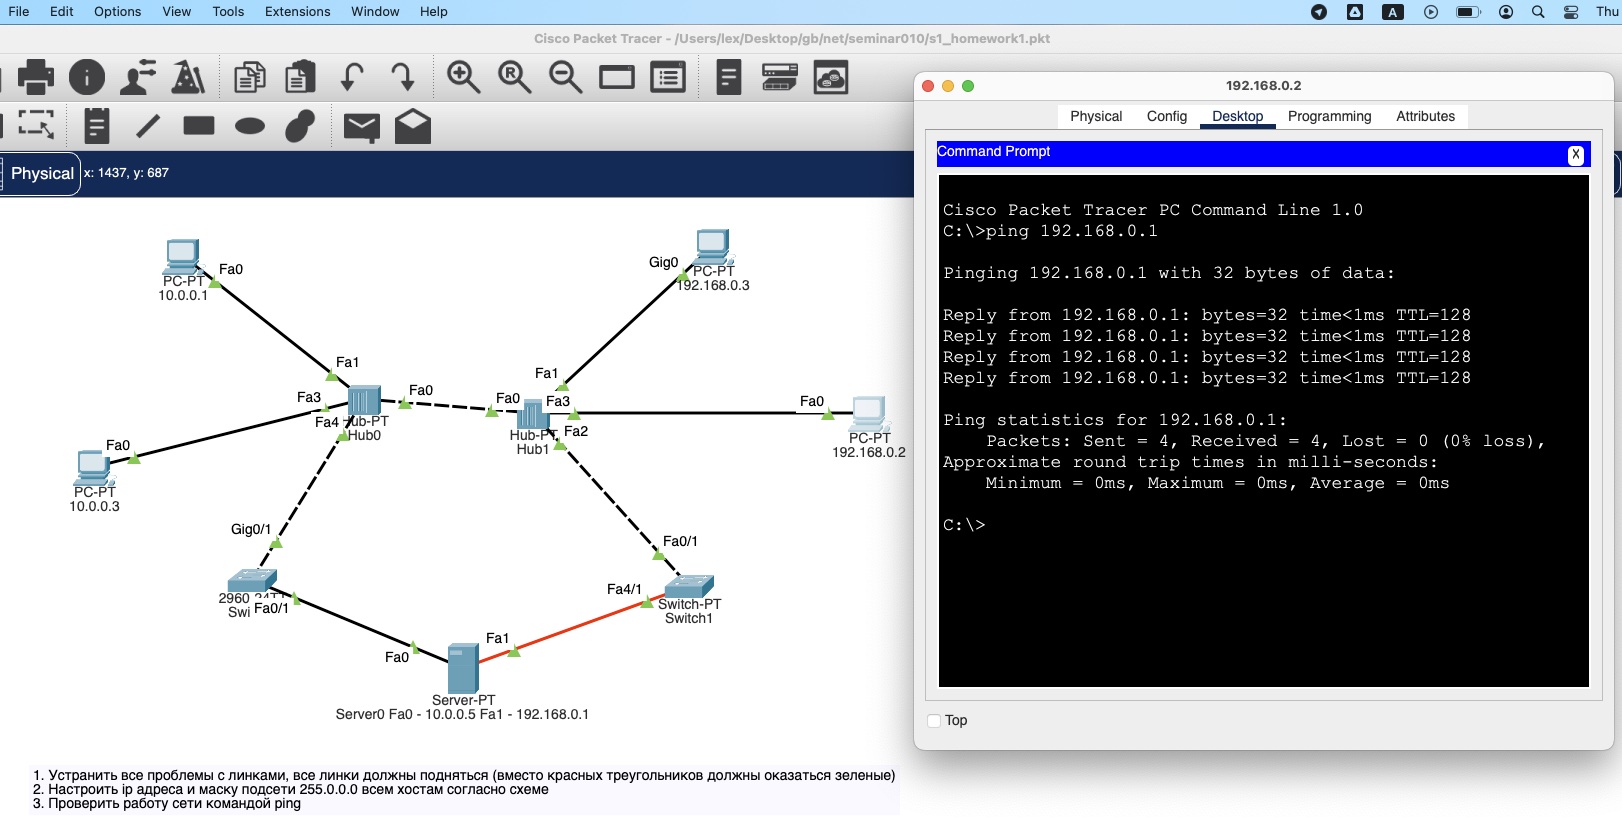 File Edit Options View Tools Extensions Window Help
A
Thu
Cisco Packet Tracer - /Users/lex/Desktop/gb/net/seminar010/s1_homework1.pkt
R
Physical x: 1437, y: 687
PC-PT
10.0.0.1
Fa0
Gig0
PC-PT
192.168.0.3
Fa1
Fa3
Fa4
Fa0
Hub0
Fa0
Fa1
Fa3
Fa2
Hub1
Fa0
PC-PT
192.168.0.2
Fa0
PC-PT
10.0.0.3
Gig0/1
2960
Fa0/1
Fa0/1
Fa4/1
Switch-PT
Switch1
Fa0
Fa1
Server-PT
Server0 Fa0 - 10.0.0.5 Fa1 - 192.168.0.1
1. Устранить все проблемы с линками, все линки должны подняться (вместо красных треугольников должны оказаться зеленые)
2. Настроить ip адреса и маску подсети 255.0.0.0 всем хостам согласно схеме
3. Проверить работу сети командой ping
192.168.0.2
Physical Config Desktop Programming Attributes
Command Prompt
X
Cisco Packet Tracer PC Command Line 1.0
C:\>ping 192.168.0.1
Pinging 192.168.0.1 with 32 bytes of data:
Reply from 192.168.0.1: bytes=32 time<1ms TTL=128
Reply from 192.168.0.1: bytes=32 time<1ms TTL=128
Reply from 192.168.0.1: bytes=32 time<1ms TTL=128
Reply from 192.168.0.1: bytes=32 time<1ms TTL=128
Ping statistics for 192.168.0.1:
Packets: Sent = 4, Received = 4, Lost = 0 (0% loss),
Approximate round trip times in milli-seconds:
Minimum = 0ms, Maximum = 0ms, Average = 0ms
C:\>
Top